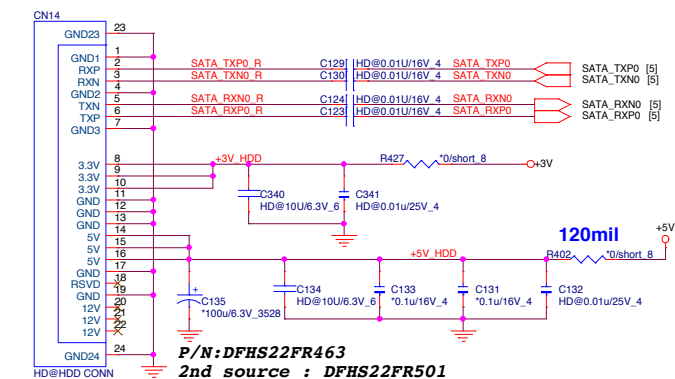 CN14
GND23 23
GND1 1
RXP 2 SATA_TXP0_R C129 HD@0.01U/16V_4 SATA_TXP0 SATA_TXP0 [5]
RXN 3 SATA_TXN0_R C130 HD@0.01U/16V_4 SATA_TXN0 SATA_TXN0 [5]
GND2 4
TXN 5 SATA_RXN0_R C124 HD@0.01U/16V_4 SATA_RXN0 SATA_RXN0 [5]
TXP 6 SATA_RXP0_R C123 HD@0.01U/16V_4 SATA_RXP0 SATA_RXP0 [5]
GND3 7
3.3V 8 +3V_HDD R427 *0/short_8 +3V
3.3V 9
3.3V 10
GND 11 C340 C341
GND 12 HD@10U/6.3V_6 HD@0.01u/25V_4
GND 13
5V 14 120mil +5V
5V 15
5V 16 +5V_HDD R402 *0/short_8
GND 17
RSVD 18
GND 19 C135 C134 C133 C131 C132
12V 20 *100u/6.3V_3528 HD@10U/6.3V_6 *0.1u/16V_4 *0.1u/16V_4 HD@0.01u/25V_4
12V 21
12V 22
+
GND24 24
P/N:DFHS22FR463
HD@HDD CONN
2nd source : DFHS22FR501